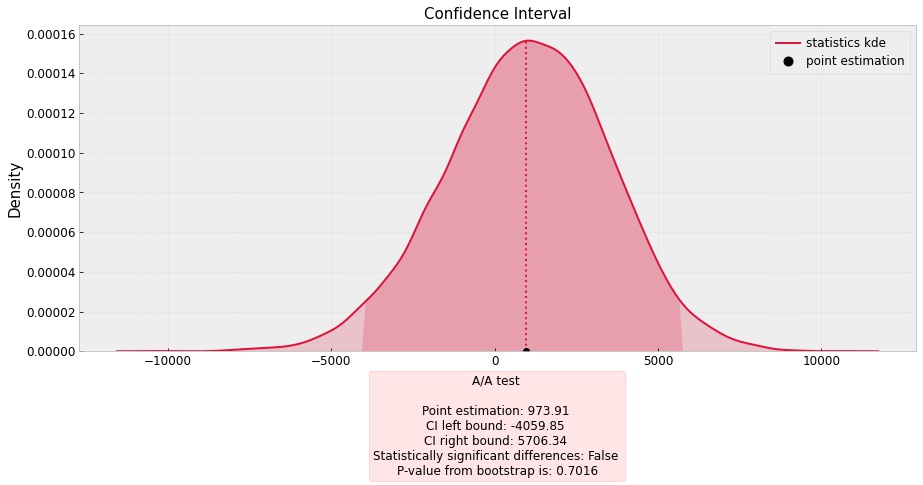 Confidence Interval
statistics kde
point estimation
Density
0.00016
0.00014
0.00012
0.00010
0.00008
0.00006
0.00004
0.00002
0.00000
−10000
−5000
0
5000
10000
A/A test
Point estimation: 973.91
CI left bound: -4059.85
CI right bound: 5706.34
Statistically significant differences: False
P-value from bootstrap is: 0.7016